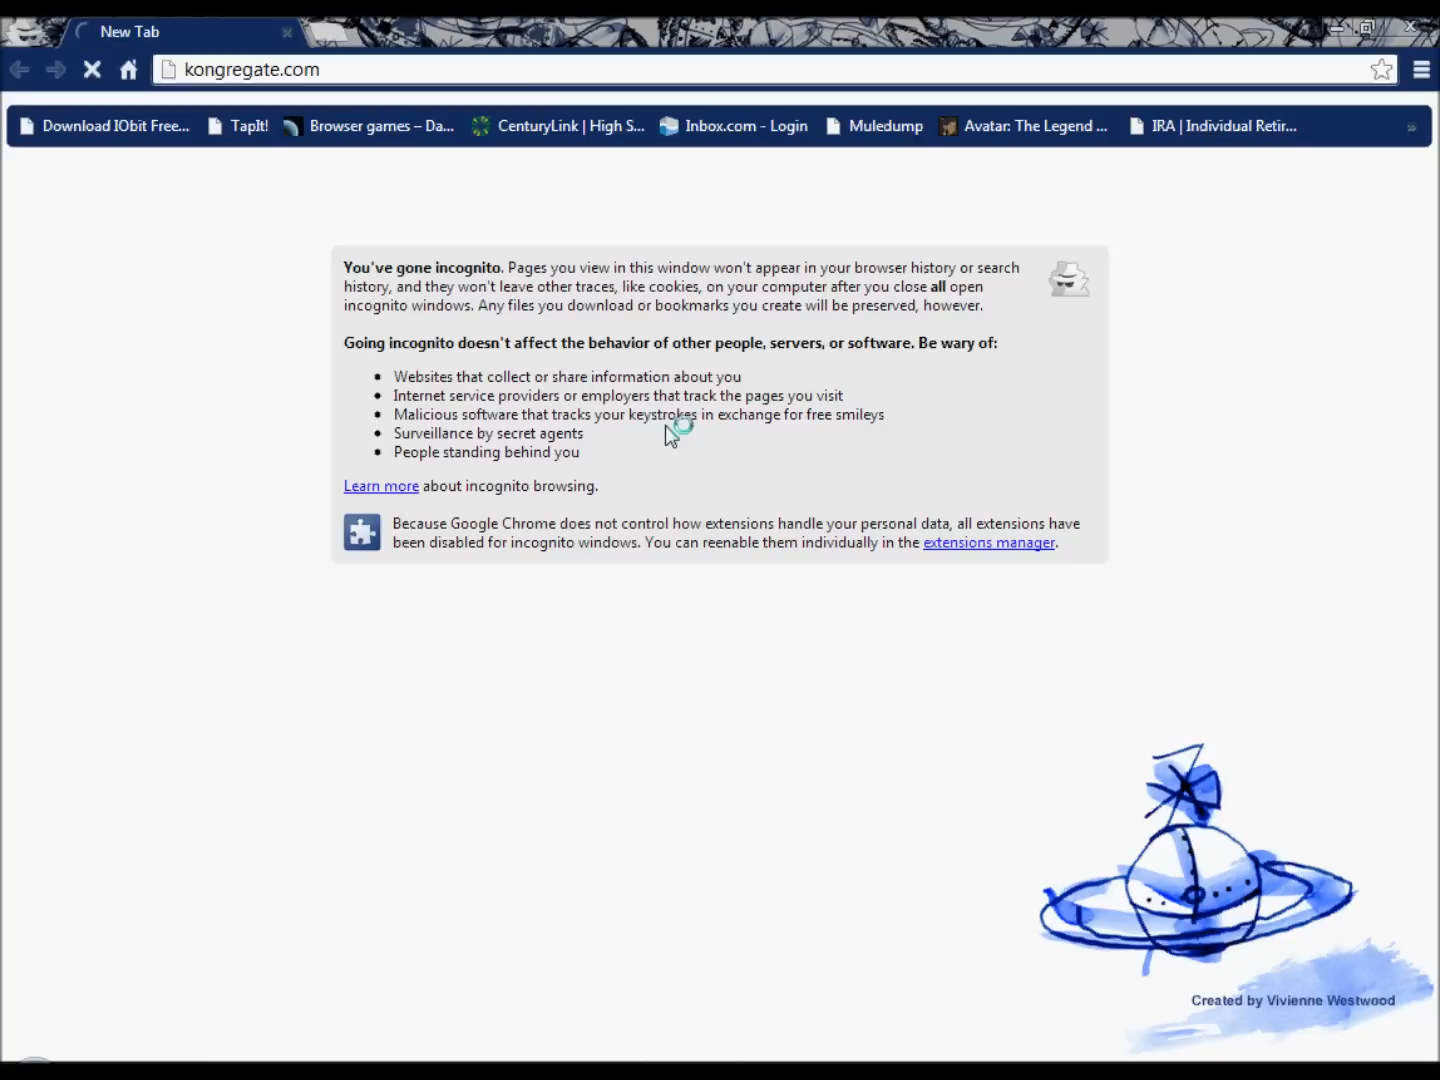 New Tab
kongregate.com
Download IObit Free... TapIt! Browser games – Da... CenturyLink | High S... Inbox.com - Login Muledump Avatar: The Legend ... IRA | Individual Retir... »
You've gone incognito. Pages you view in this window won't appear in your browser history or search
history, and they won't leave other traces, like cookies, on your computer after you close all open
incognito windows. Any files you download or bookmarks you create will be preserved, however.
Going incognito doesn't affect the behavior of other people, servers, or software. Be wary of:
• Websites that collect or share information about you
• Internet service providers or employers that track the pages you visit
• Malicious software that tracks your keystrokes in exchange for free smileys
• Surveillance by secret agents
• People standing behind you
Learn more about incognito browsing.
Because Google Chrome does not control how extensions handle your personal data, all extensions have
been disabled for incognito windows. You can reenable them individually in the extensions manager.
Created by Vivienne Westwood